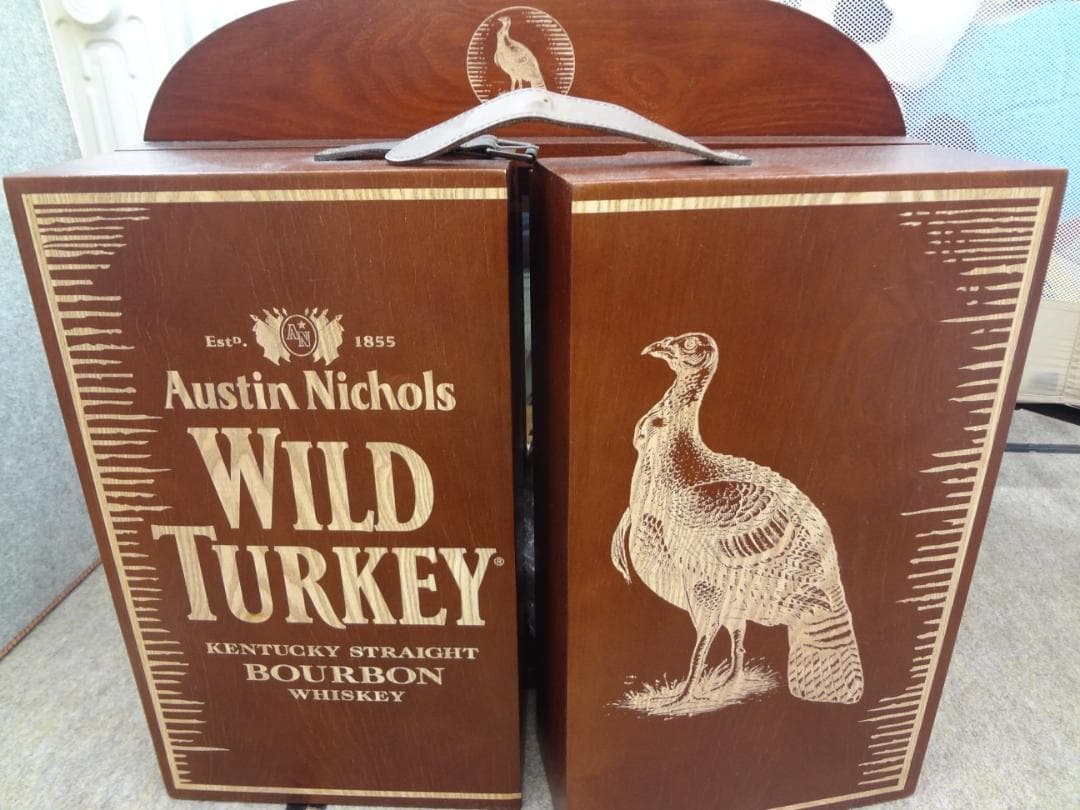 Estᴰ. AN 1855
Austin Nichols
WILD
TURKEY®
KENTUCKY STRAIGHT
BOURBON
WHISKEY